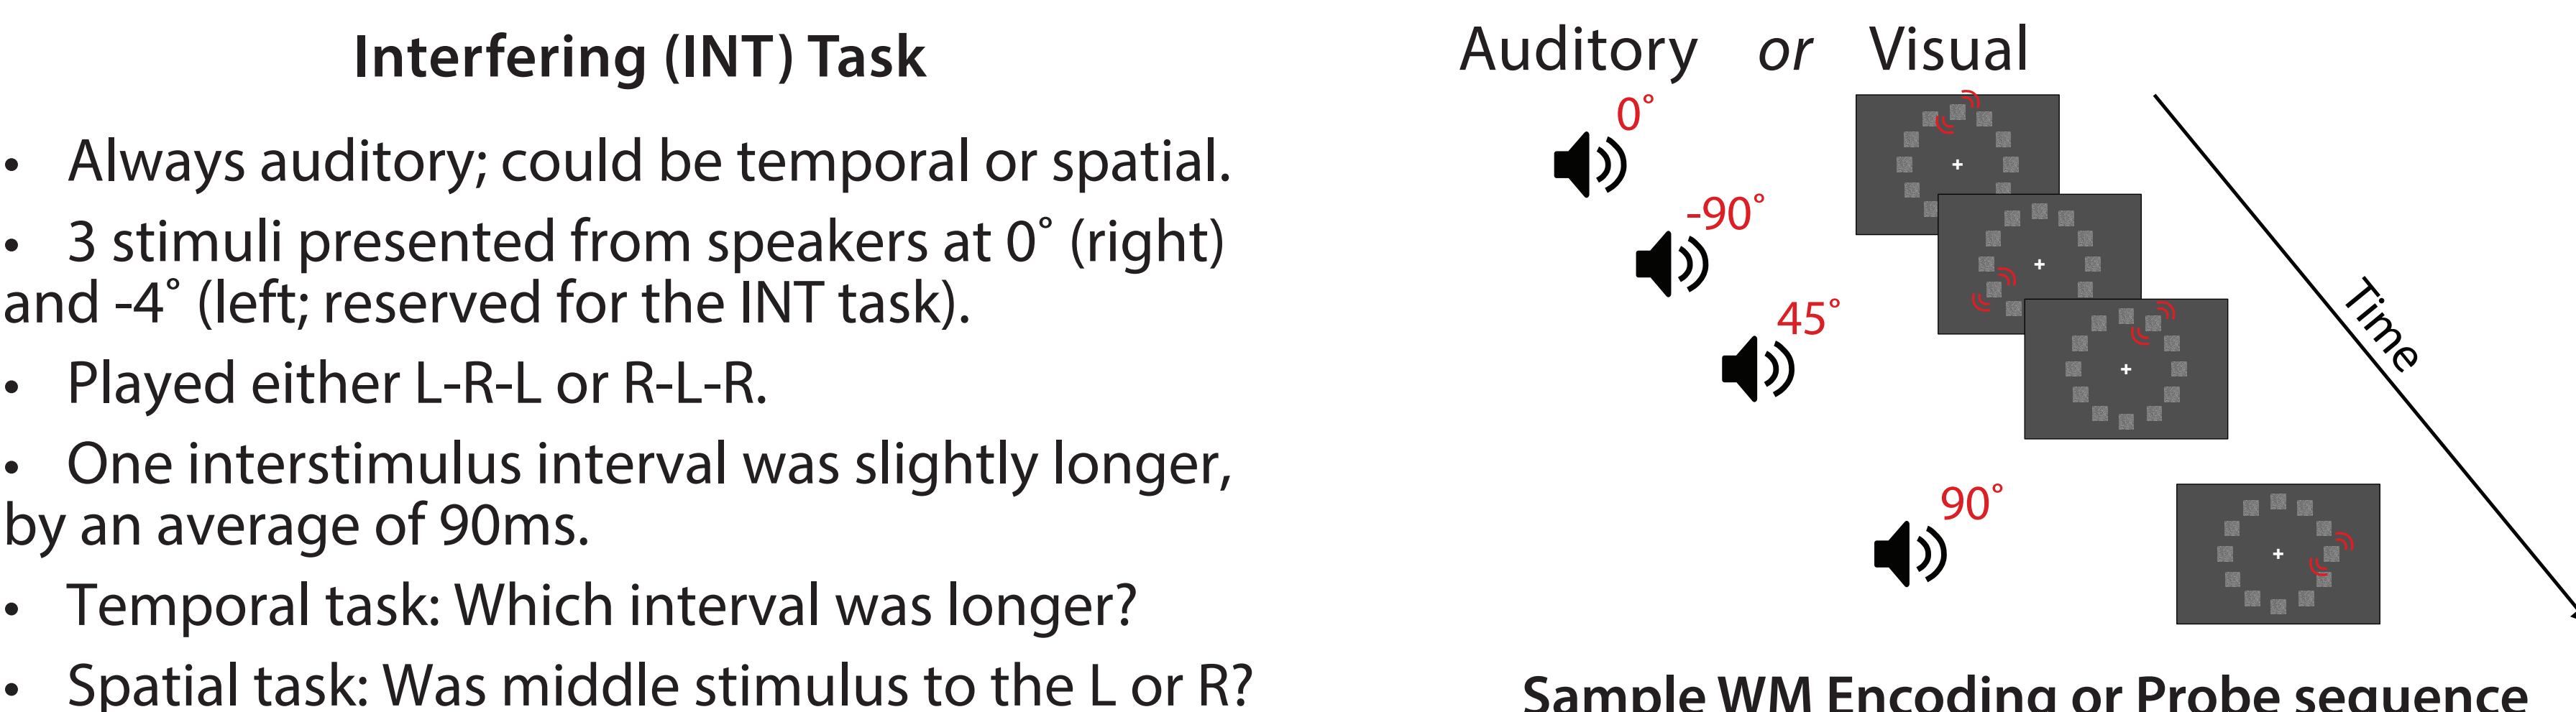 Interfering (INT) Task
• Always auditory; could be temporal or spatial.
• 3 stimuli presented from speakers at 0˚ (right)
and -4˚ (left; reserved for the INT task).
• Played either L-R-L or R-L-R.
• One interstimulus interval was slightly longer,
by an average of 90ms.
• Temporal task: Which interval was longer?
• Spatial task: Was middle stimulus to the L or R?
Auditory or Visual
0˚
-90˚
45˚
90˚
Time
Sample WM Encoding or Probe sequence